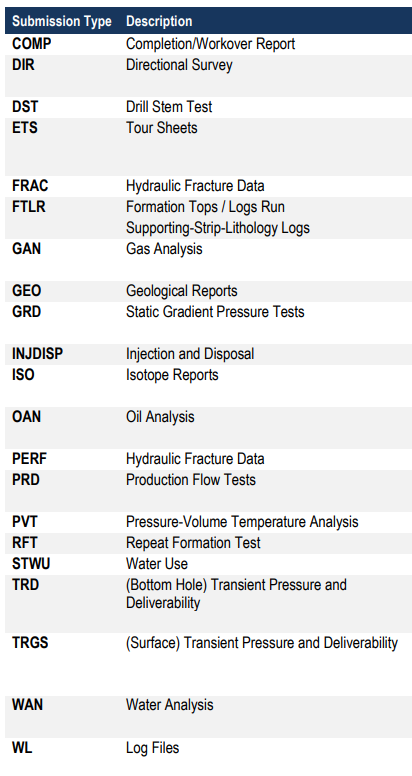 Submission Type Description
COMP Completion/Workover Report
DIR Directional Survey
DST Drill Stem Test
ETS Tour Sheets
FRAC Hydraulic Fracture Data
FTLR Formation Tops / Logs Run
Supporting-Strip-Lithology Logs
GAN Gas Analysis
GEO Geological Reports
GRD Static Gradient Pressure Tests
INJDISP Injection and Disposal
ISO Isotope Reports
OAN Oil Analysis
PERF Hydraulic Fracture Data
PRD Production Flow Tests
PVT Pressure-Volume Temperature Analysis
RFT Repeat Formation Test
STWU Water Use
TRD (Bottom Hole) Transient Pressure and
Deliverability
TRGS (Surface) Transient Pressure and Deliverability
WAN Water Analysis
WL Log Files